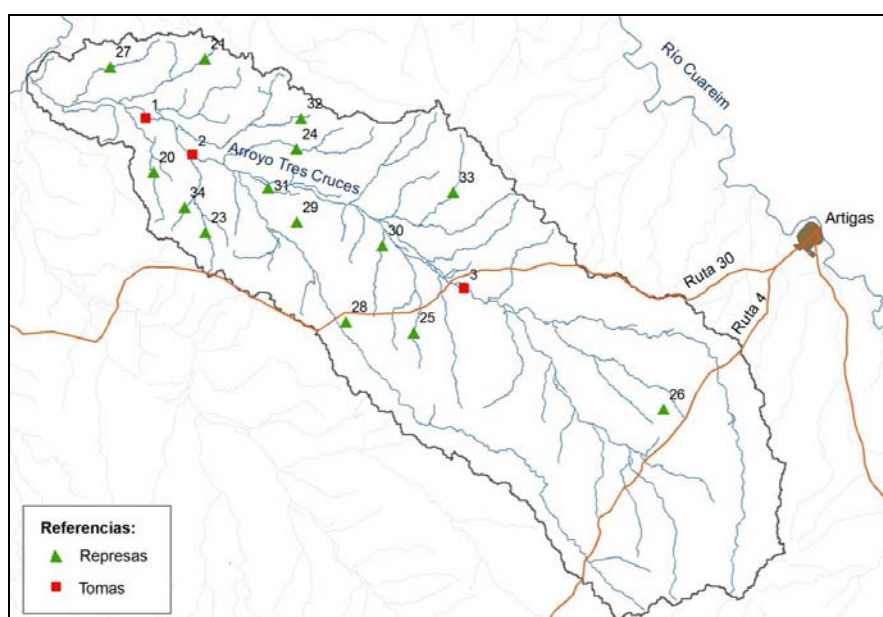 27
21
Río Cuareim
1
32
2
24
Arroyo Tres Cruces
20
31
33
34
29
23
30
Artigas
3
Ruta 30
28
25
Ruta 4
26
Referencias:
Represas
Tomas